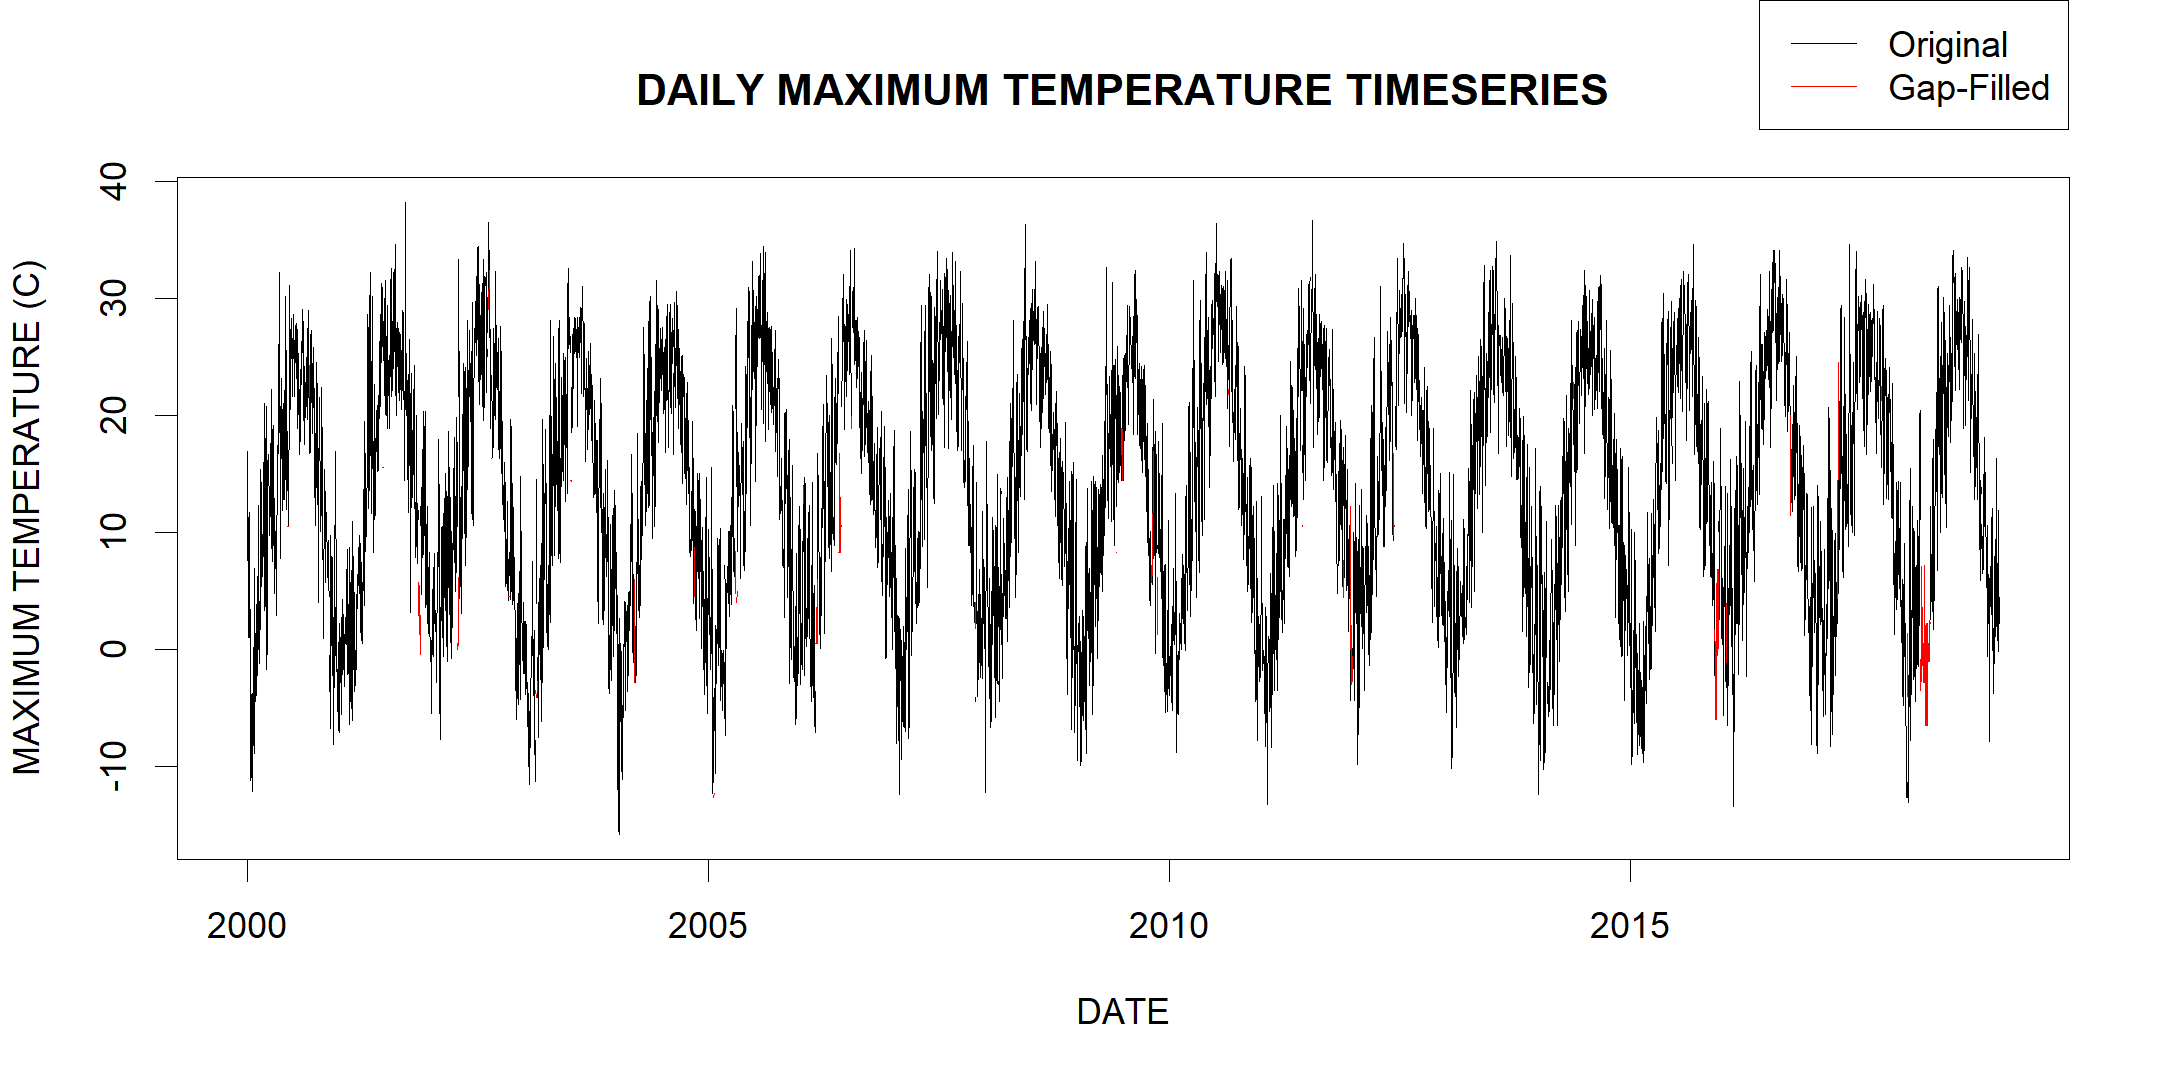 Original
Gap-Filled
DAILY MAXIMUM TEMPERATURE TIMESERIES
MAXIMUM TEMPERATURE (C)
40
30
20
10
0
-10
2000
2005
2010
2015
DATE